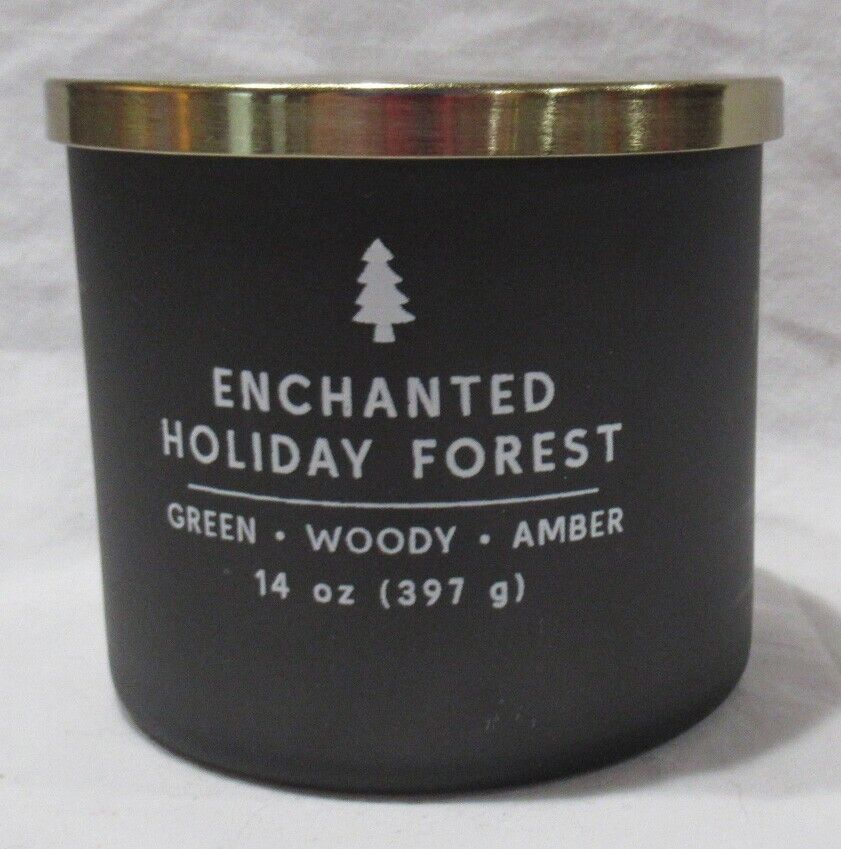 ENCHANTED
HOLIDAY FOREST
GREEN • WOODY • AMBER
14 oz (397 g)